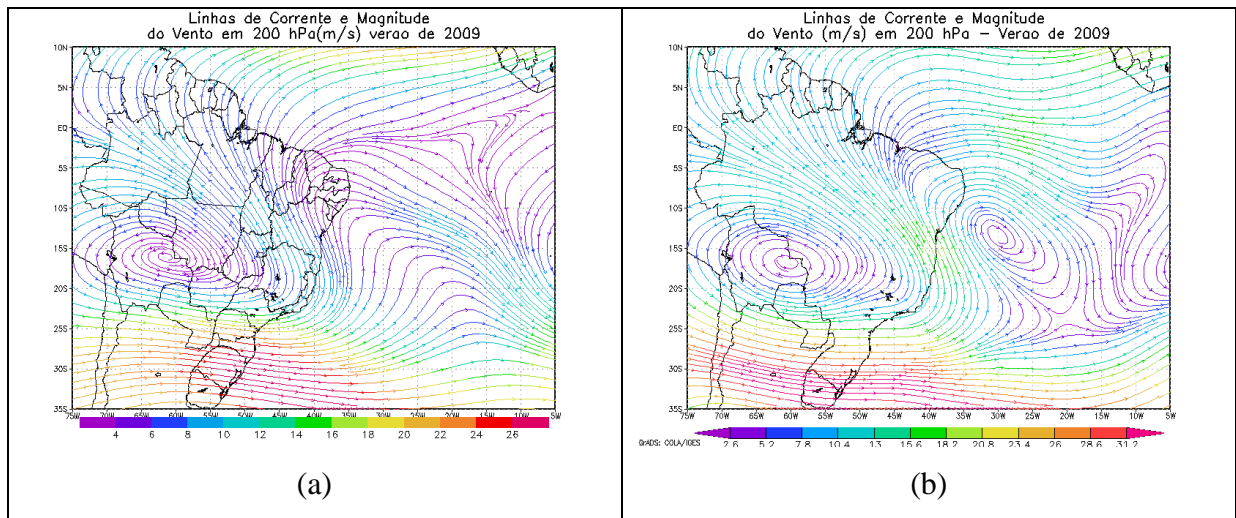 Linhas de Corrente e Magnitude
do Vento em 200 hPa(m/s) verao de 2009
10N
5N
EQ
5S
10S
15S
20S
25S
30S
35S
75W 70W 65W 60W 55W 50W 45W 40W 35W 30W 25W 20W 15W 10W 5W
4 6 8 10 12 14 16 18 20 22 24 26
(a)
Linhas de Corrente e Magnitude
do Vento (m/s) em 200 hPa – Verao de 2009
10N
5N
EQ
5S
10S
15S
20S
25S
30S
35S
75W 70W 65W 60W 55W 50W 45W 40W 35W 30W 25W 20W 15W 10W 5W
GrADS: COLA/IGES
2.6 5.2 7.8 10.4 13 15.6 18.2 20.8 23.4 26 28.6 31.2
(b)